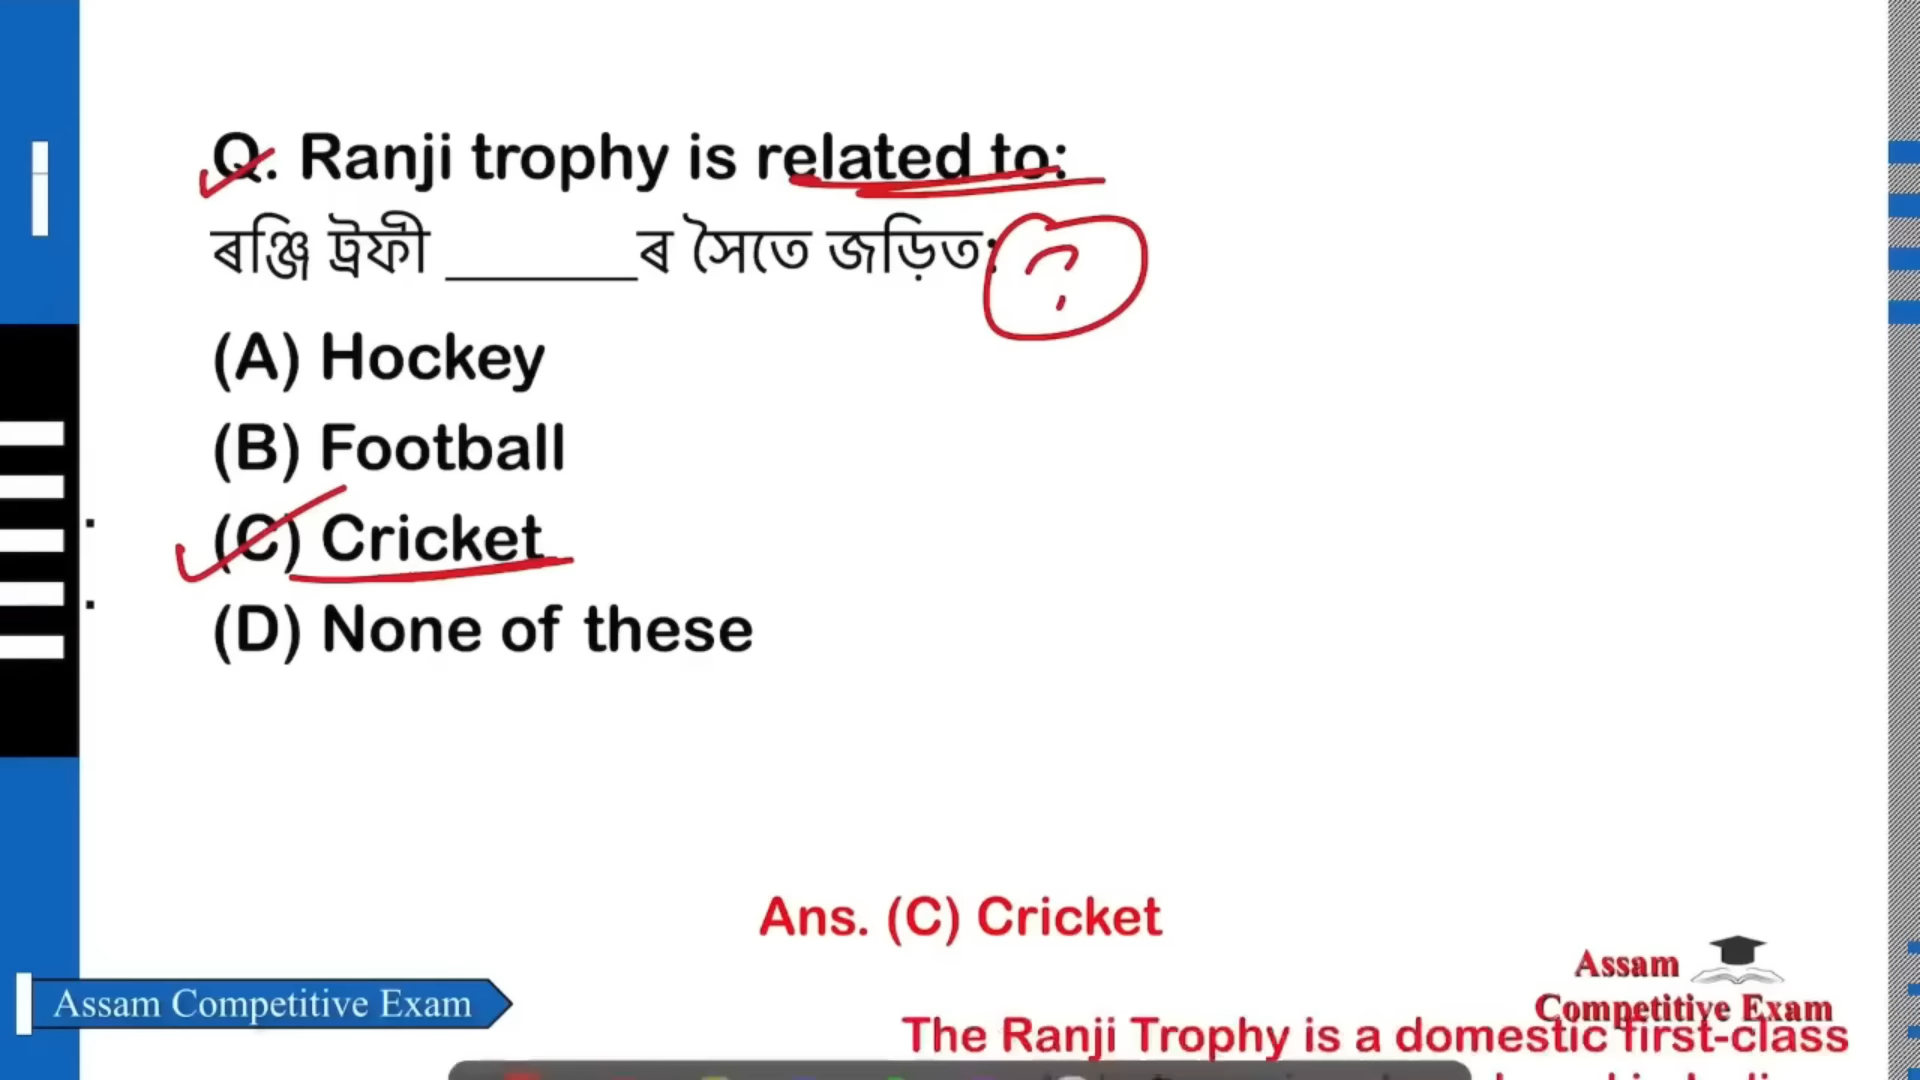 Q. Ranji trophy is related to:
ৰঞ্জি ট্ৰফী ______ৰ সৈতে জড়িত:
?
(A) Hockey
(B) Football
(C) Cricket
(D) None of these
Ans. (C) Cricket
Assam
Competitive Exam
Assam Competitive Exam
The Ranji Trophy is a domestic first-class